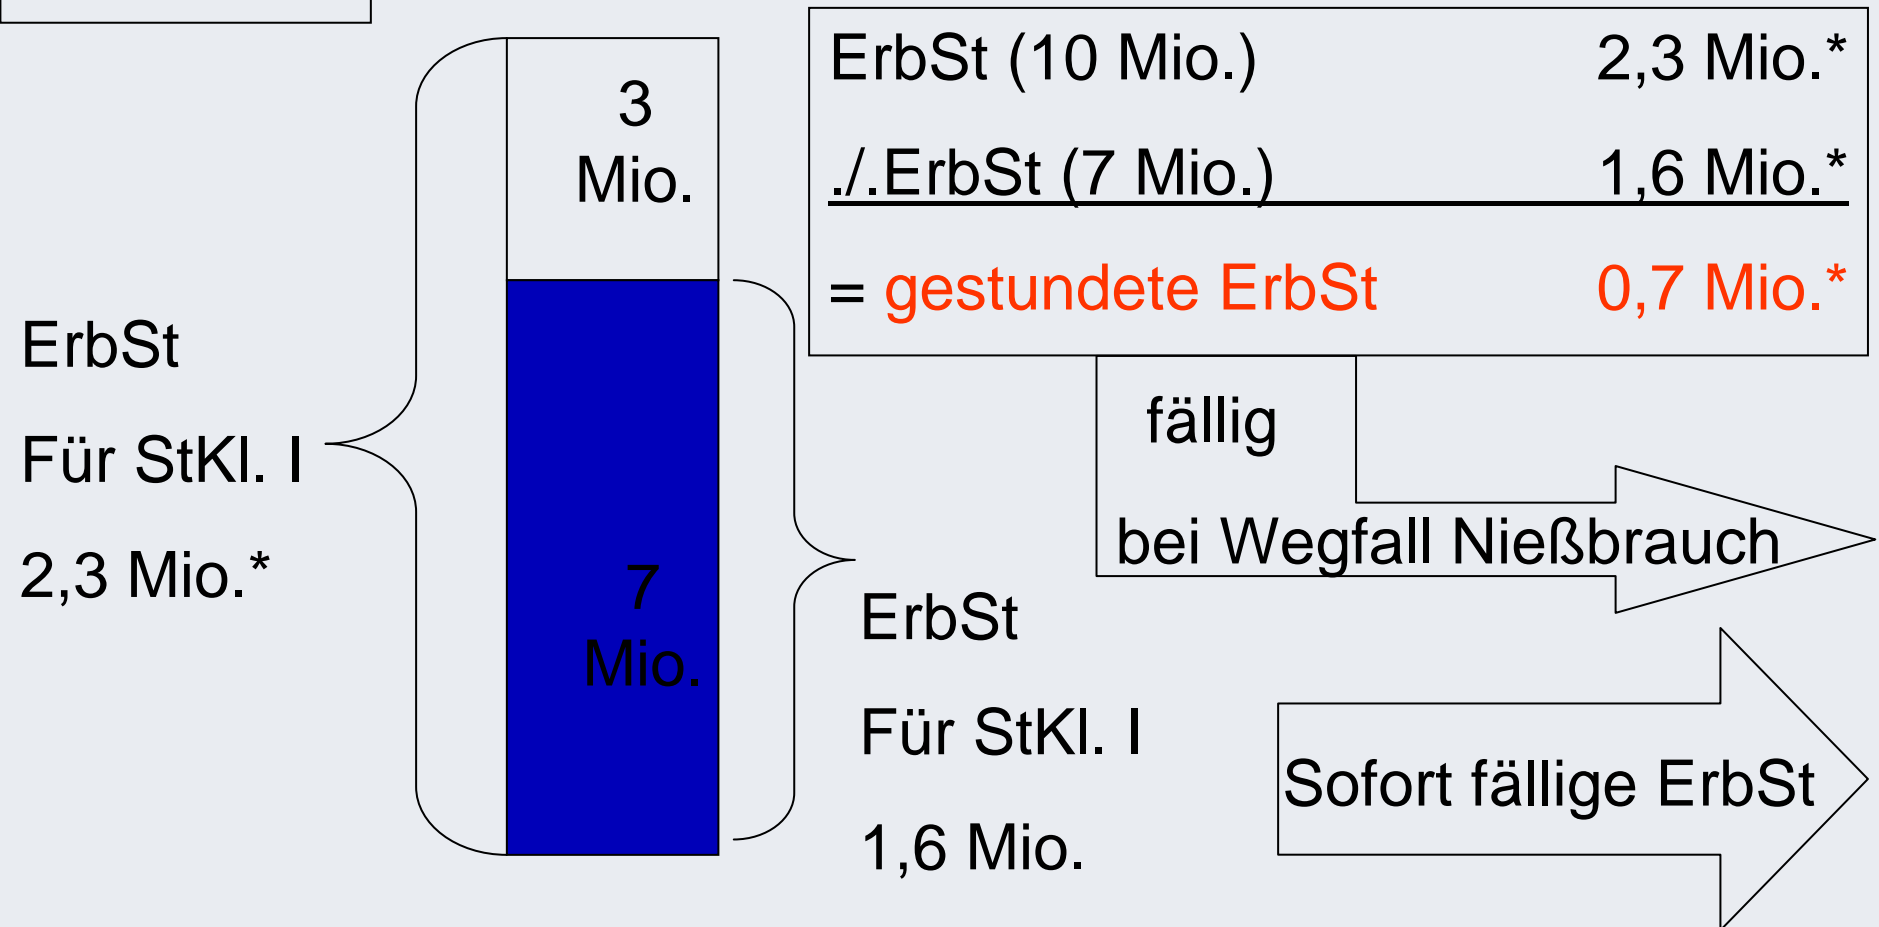 ErbSt (10 Mio.) 2,3 Mio.*
./.ErbSt (7 Mio.) 1,6 Mio.*
= gestundete ErbSt 0,7 Mio.*
3
Mio.
7
Mio.
ErbSt
Für StKl. I
2,3 Mio.*
fällig
bei Wegfall Nießbrauch
ErbSt
Für StKl. I
1,6 Mio.
Sofort fällige ErbSt